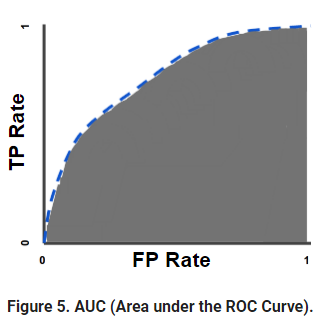 1
TP Rate
0
0
FP Rate
1
Figure 5. AUC (Area under the ROC Curve).